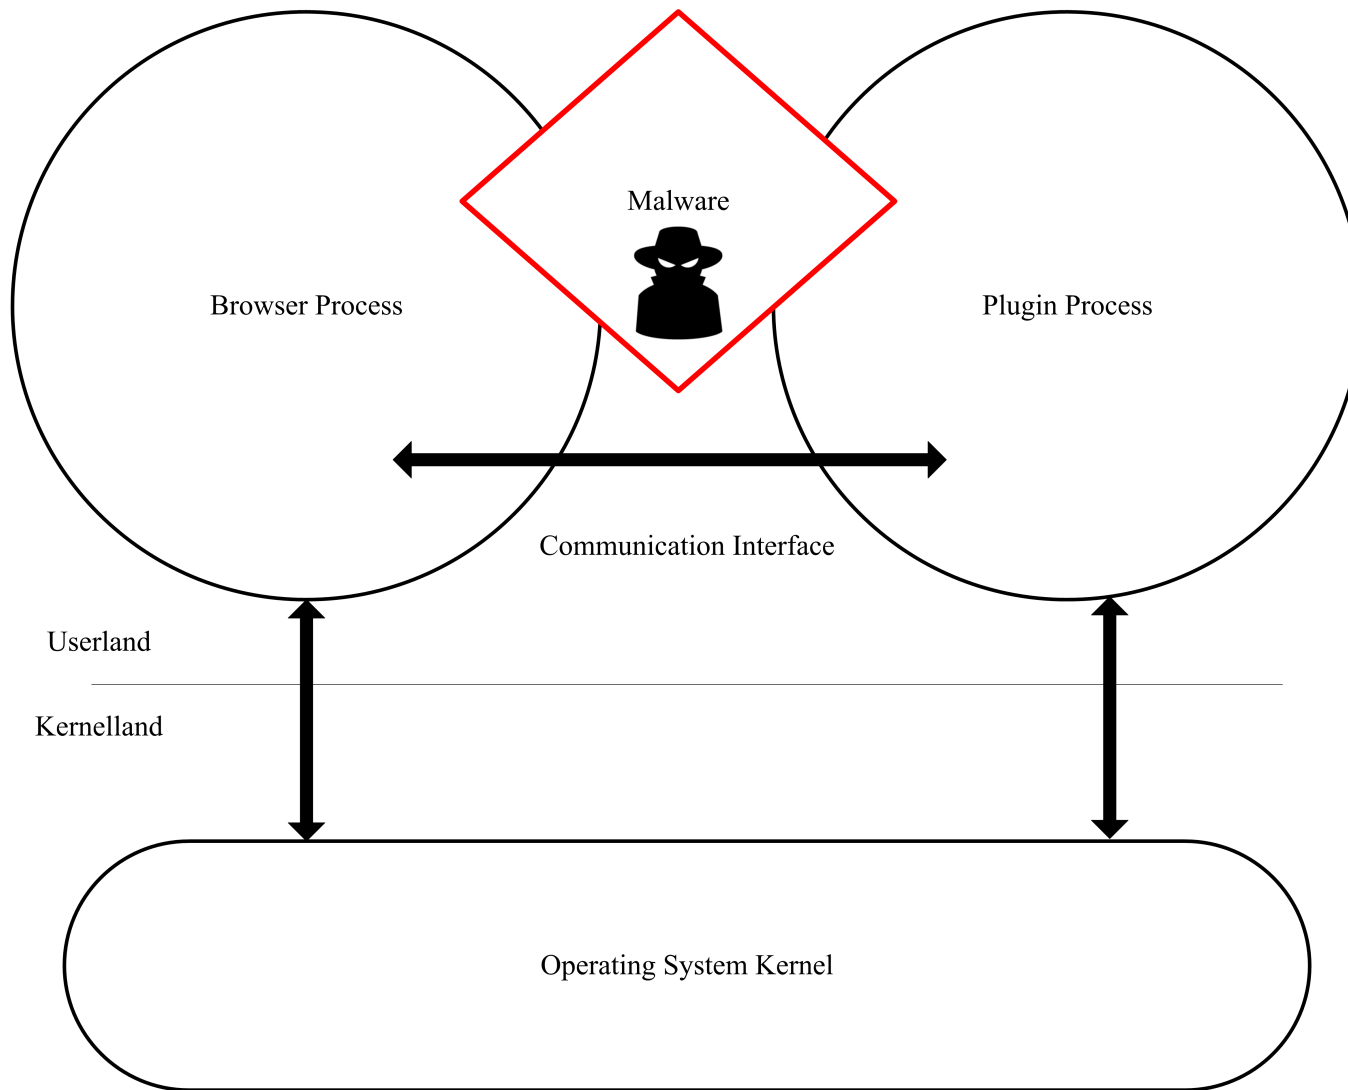 Malware
Browser Process
Plugin Process
Communication Interface
Userland
Kernelland
Operating System Kernel